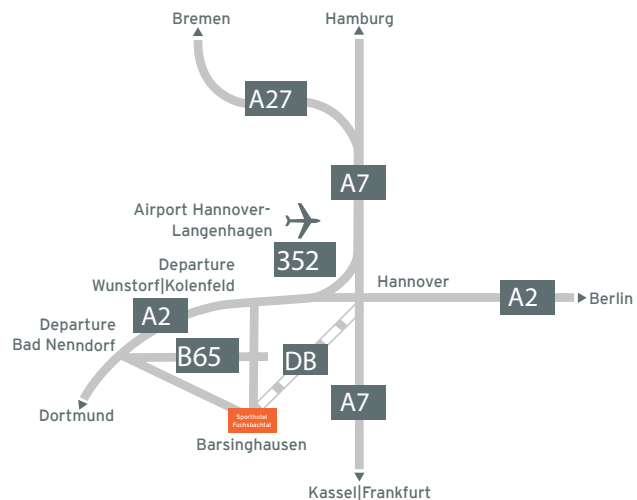 Bremen
Hamburg
A27
A7
Airport Hannover-
Langenhagen
352
Departure
Wunstorf|Kolenfeld
Hannover
A2
Berlin
A2
Departure
Bad Nenndorf
B65
DB
A7
Dortmund
Sporthotel
Fuchsbachtal
Barsinghausen
Kassel|Frankfurt